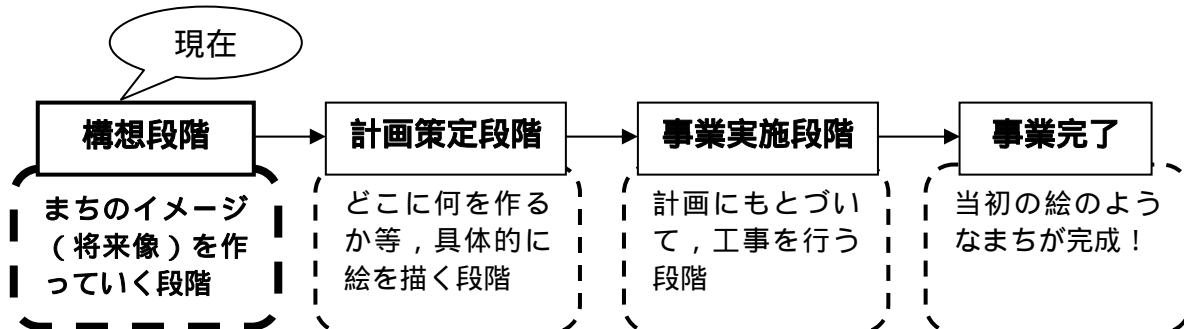 現在
構想段階
まちのイメージ
（将来像）を作
っていく段階
計画策定段階
どこに何を作る
か等，具体的に
絵を描く段階
事業実施段階
計画にもとづい
て，工事を行う
段階
事業完了
当初の絵のよう
なまちが完成！